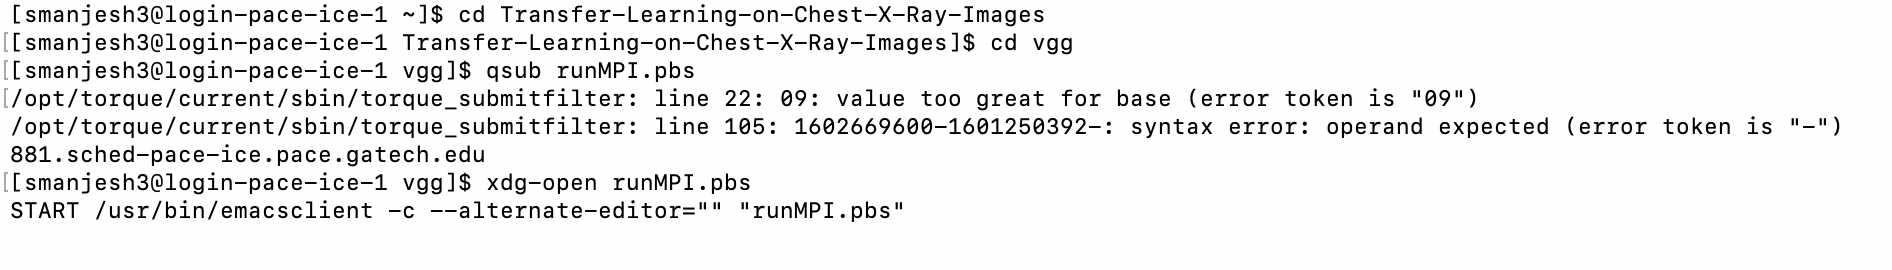 [smanjesh3@login-pace-ice-1 ~]$ cd Transfer-Learning-on-Chest-X-Ray-Images
[[smanjesh3@login-pace-ice-1 Transfer-Learning-on-Chest-X-Ray-Images]$ cd vgg
[[smanjesh3@login-pace-ice-1 vgg]$ qsub runMPI.pbs
[/opt/torque/current/sbin/torque_submitfilter: line 22: 09: value too great for base (error token is "09")
/opt/torque/current/sbin/torque_submitfilter: line 105: 1602669600-1601250392-: syntax error: operand expected (error token is "-")
881.sched-pace-ice.pace.gatech.edu
[[smanjesh3@login-pace-ice-1 vgg]$ xdg-open runMPI.pbs
START /usr/bin/emacsclient -c --alternate-editor="" "runMPI.pbs"